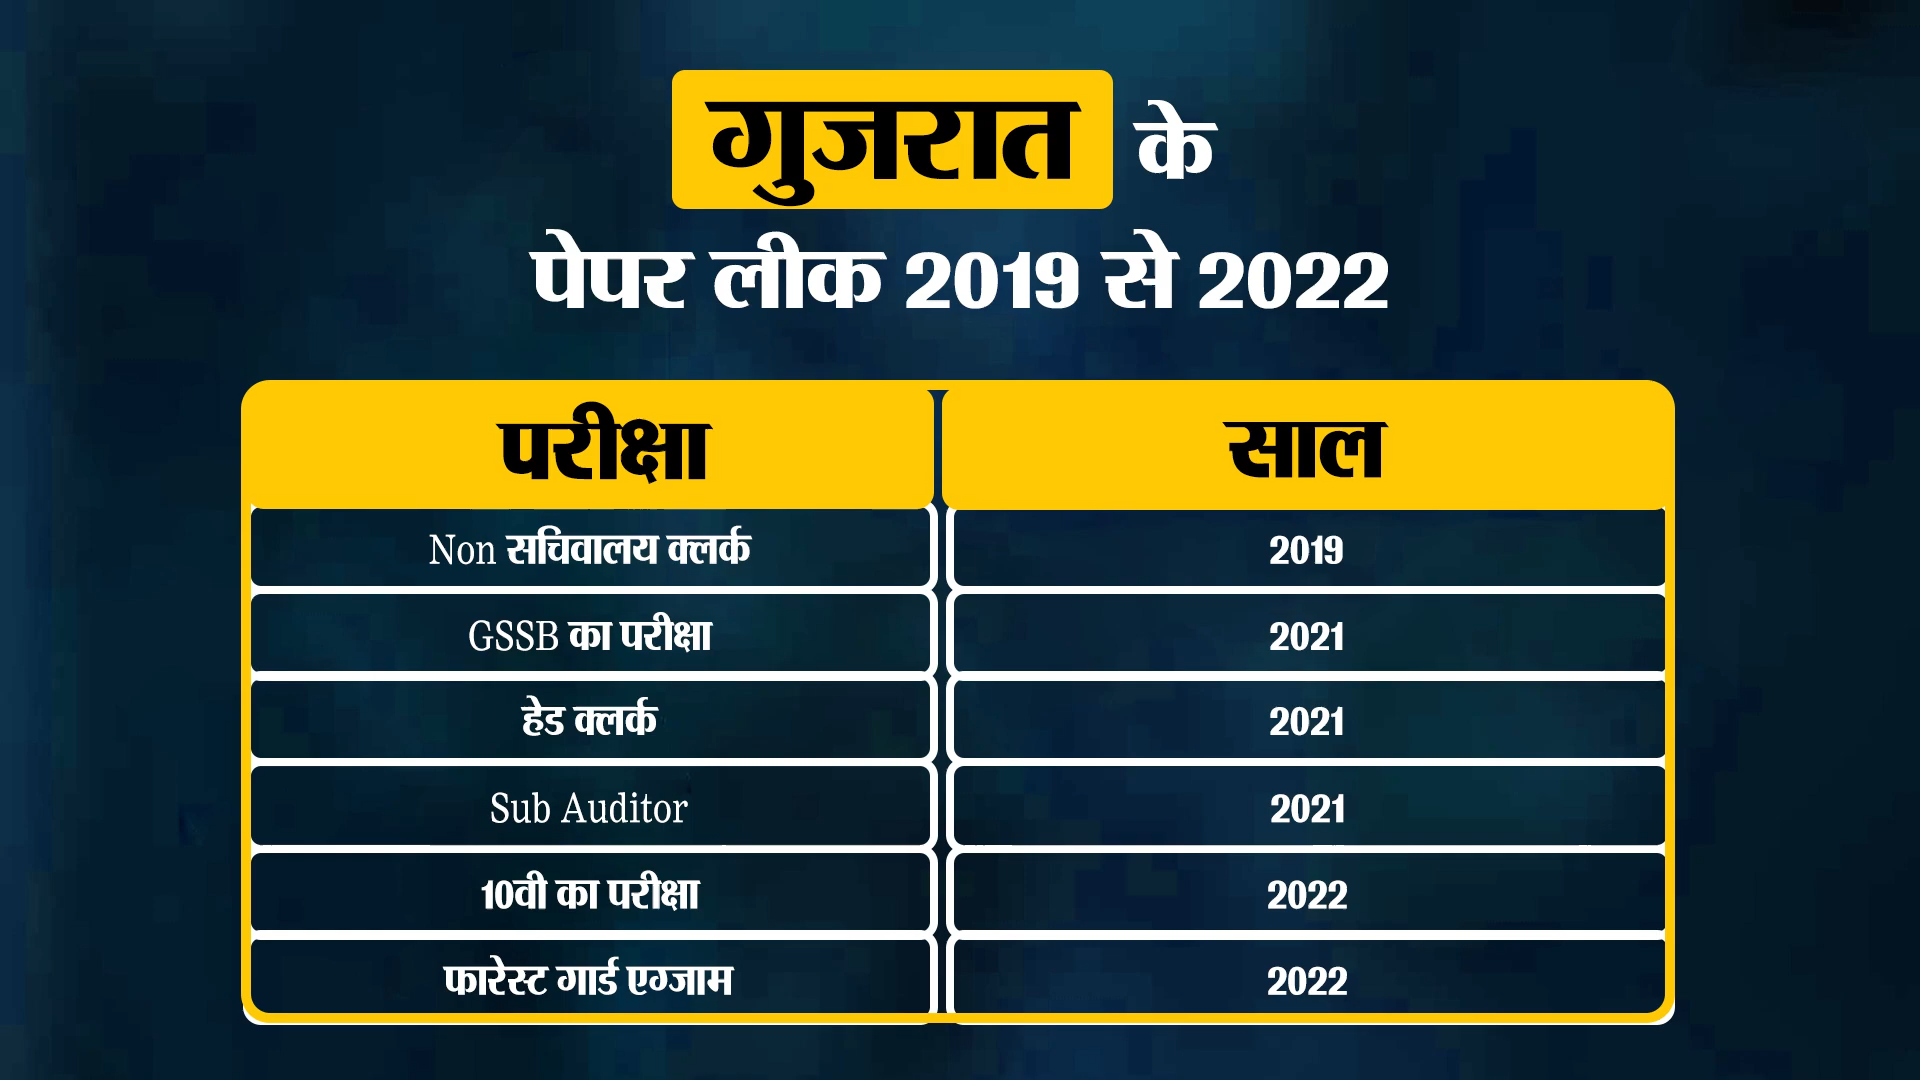 गुजरात के
पेपर लीक 2019 से 2022
परीक्षा साल
Non सचिवालय क्लर्क 2019
GSSB का परीक्षा 2021
हेड क्लर्क 2021
Sub Auditor 2021
10वी का परीक्षा 2022
फारेस्ट गार्ड एग्जाम 2022